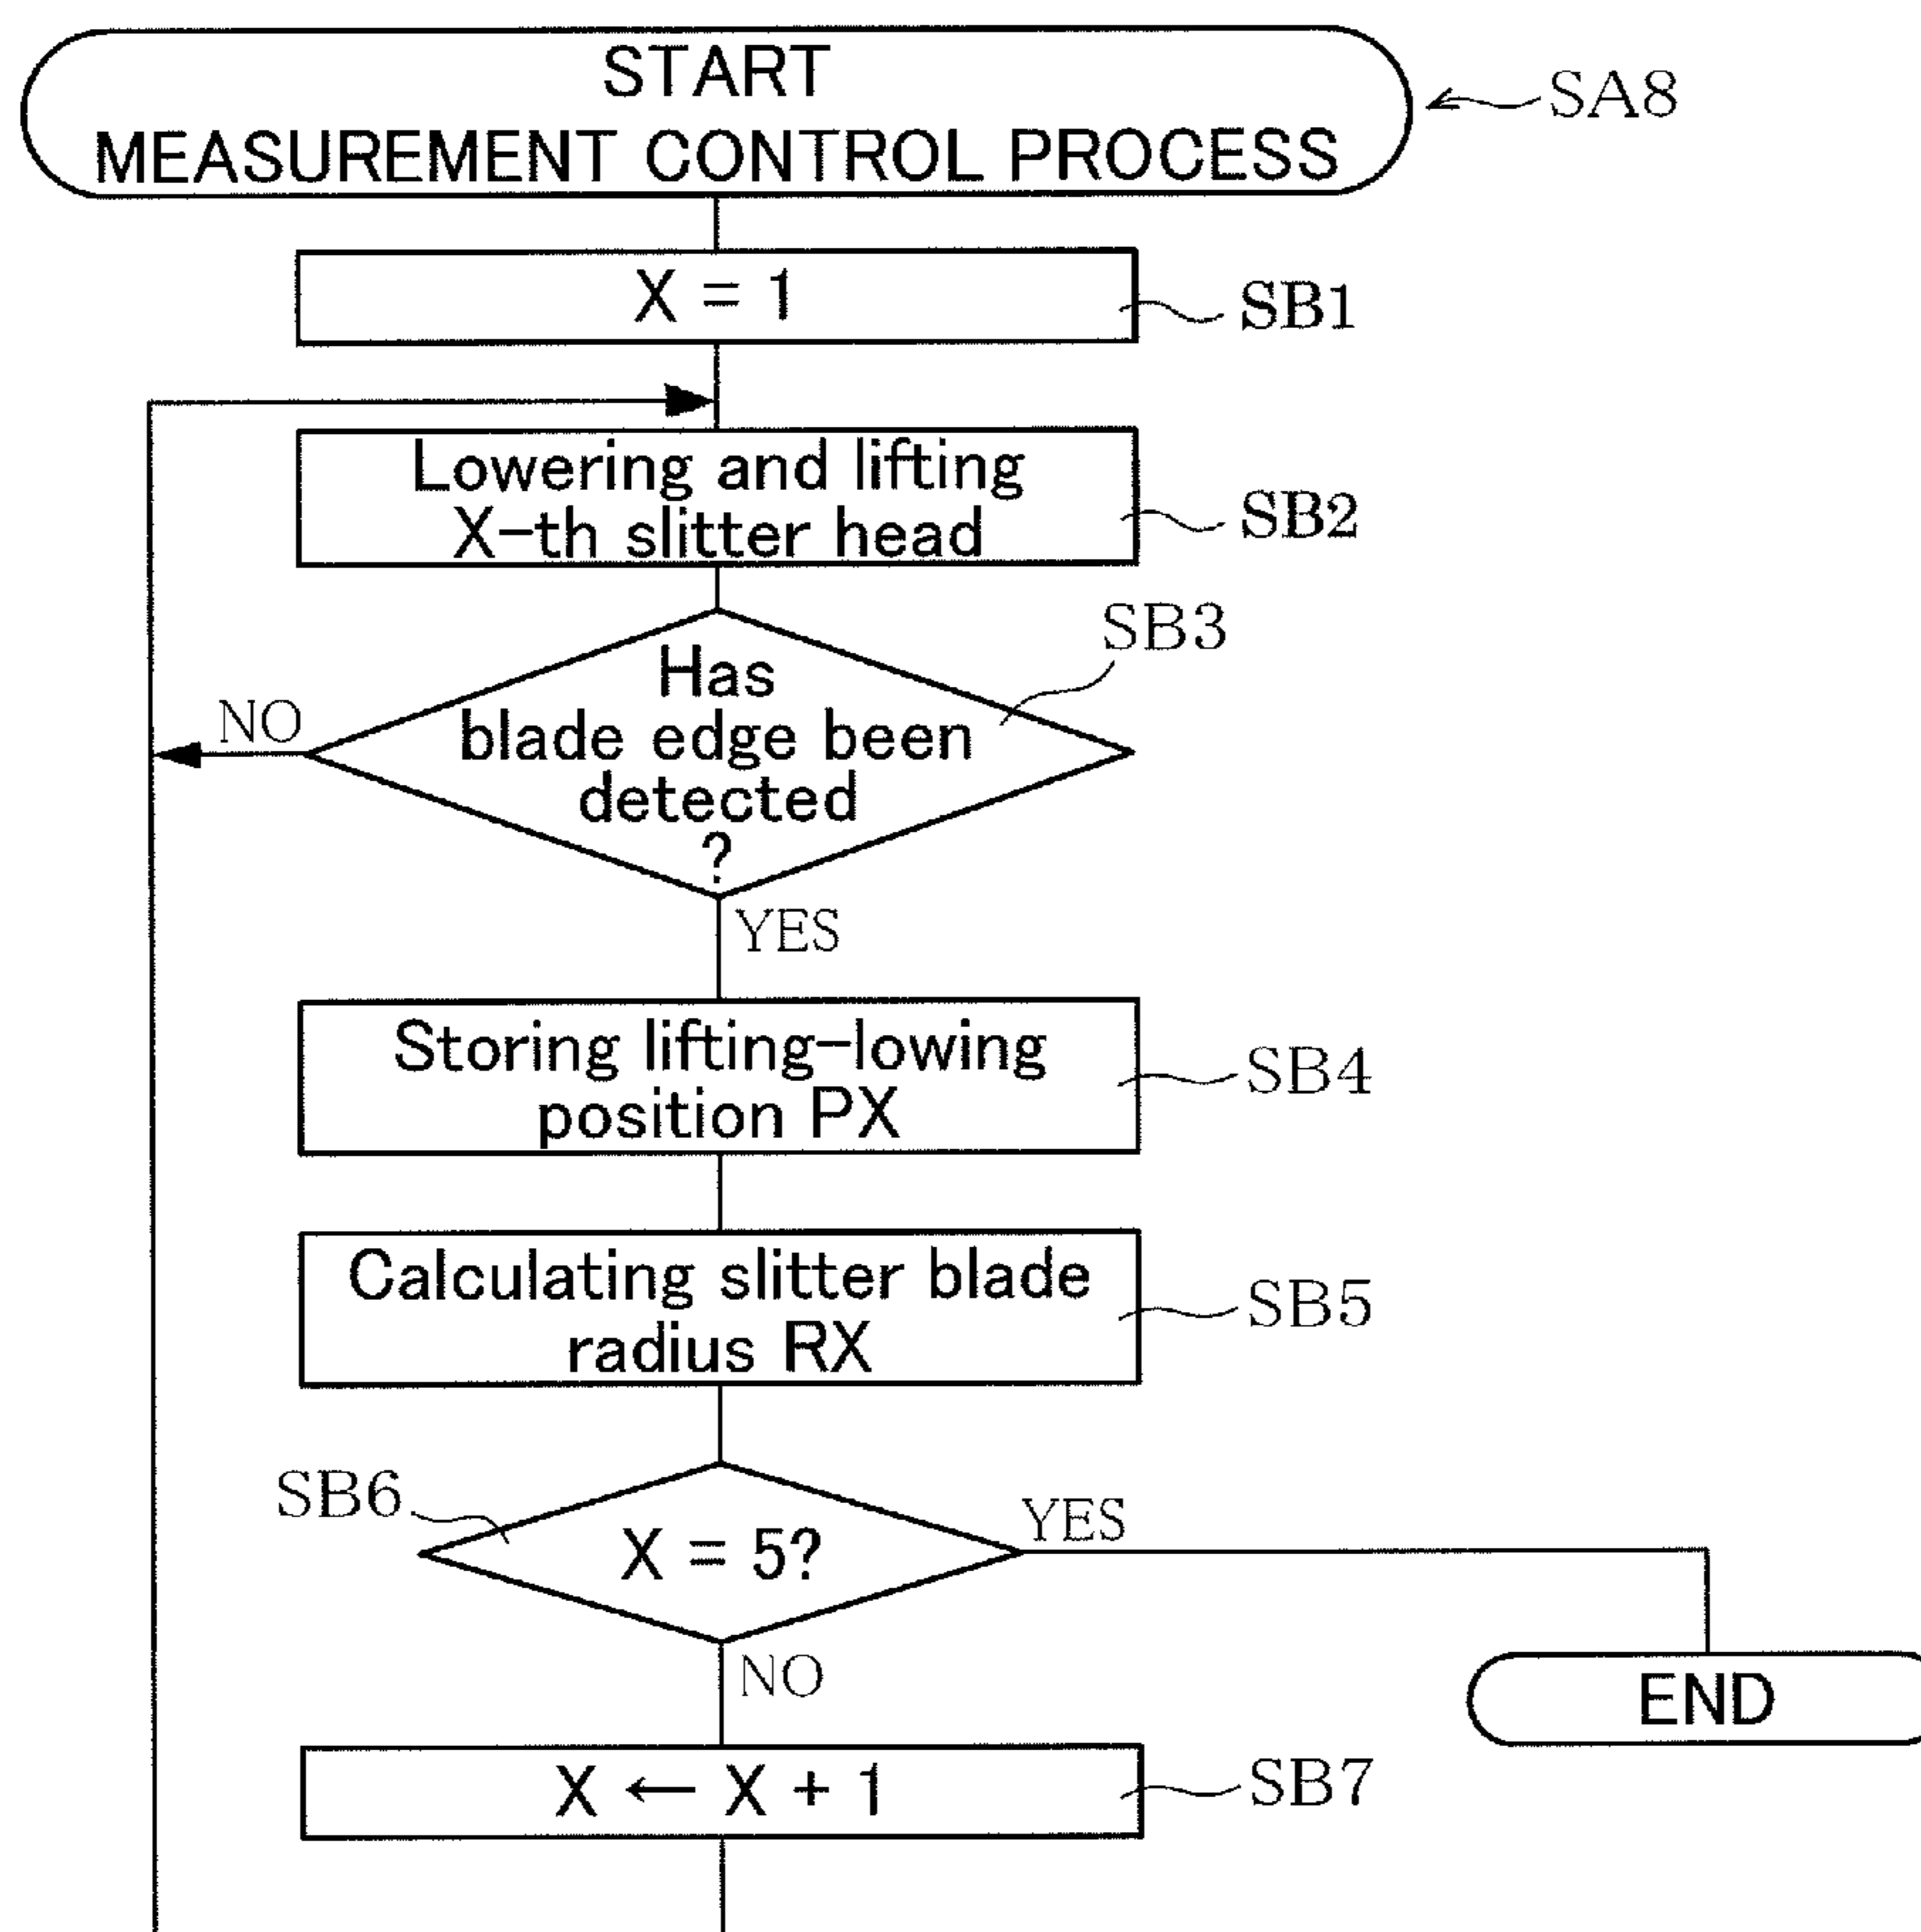 START
MEASUREMENT CONTROL PROCESS
SA8
X = 1
SB1
Lowering and lifting
X-th slitter head
SB2
SB3
Has
blade edge been
detected
?
NO
YES
Storing lifting-lowing
position PX
SB4
Calculating slitter blade
radius RX
SB5
SB6
X = 5?
YES
NO
END
X ← X + 1
SB7